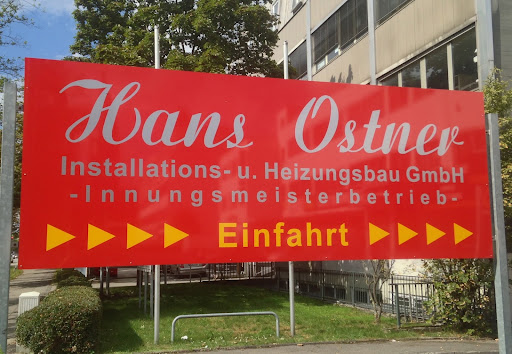 Hans Ostner
Installations- u. Heizungsbau GmbH
-Innungsmeisterbetrieb-
Einfahrt